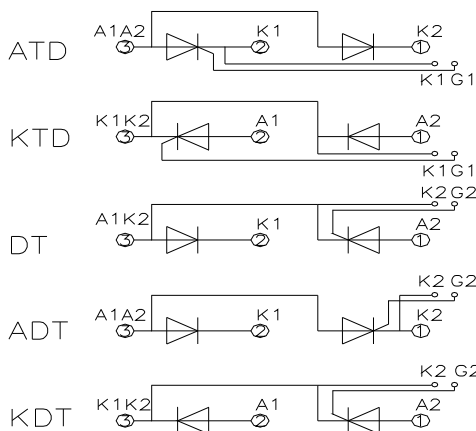 A1A2 K1 K2
ATD 3 2 1
K1 G1
K1K2 A1 A2
KTD 3 2 1
K1 G1
K2 G2
A1K2 K1 A2
DT 3 2 1
K2 G2
A1A2 K1 K2
ADT 3 2 1
K2 G2
K1K2 A1 A2
KDT 3 2 1